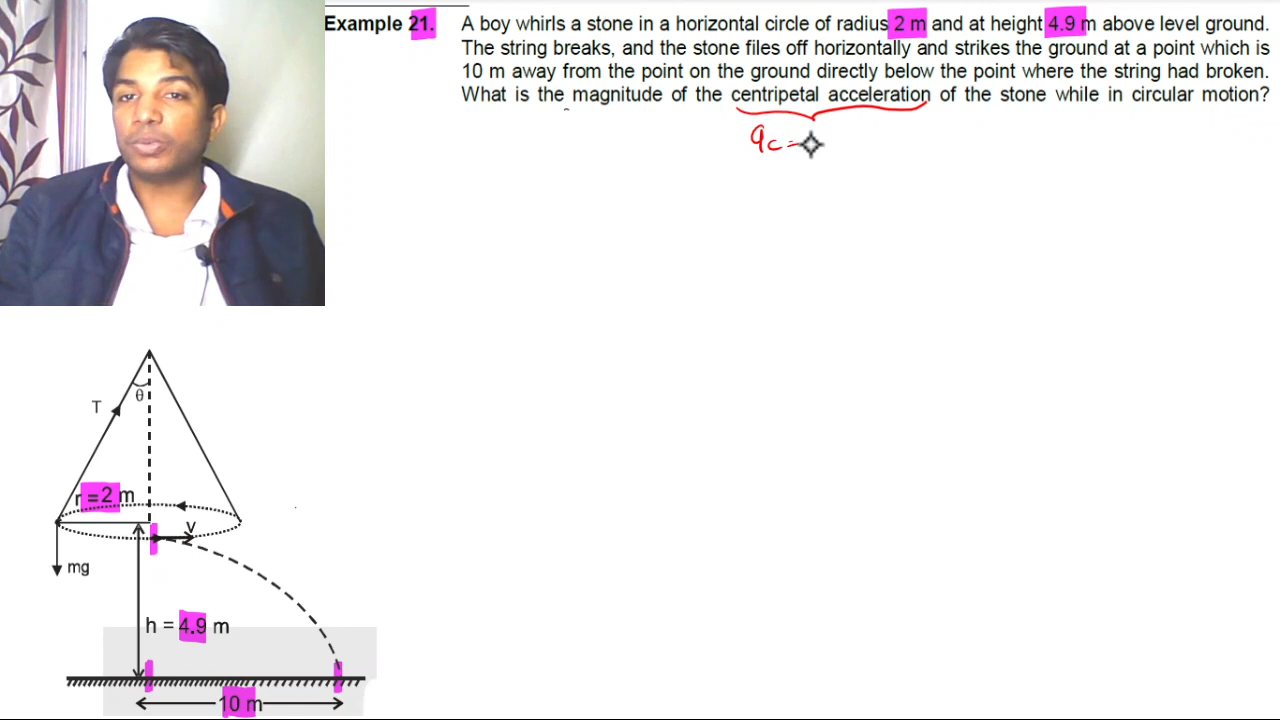 Example 21. A boy whirls a stone in a horizontal circle of radius 2 m and at height 4.9 m above level ground.
The string breaks, and the stone files off horizontally and strikes the ground at a point which is
10 m away from the point on the ground directly below the point where the string had broken.
What is the magnitude of the centripetal acceleration of the stone while in circular motion?
ac=
θ
T
r = 2 m
v
mg
h = 4.9 m
10 m